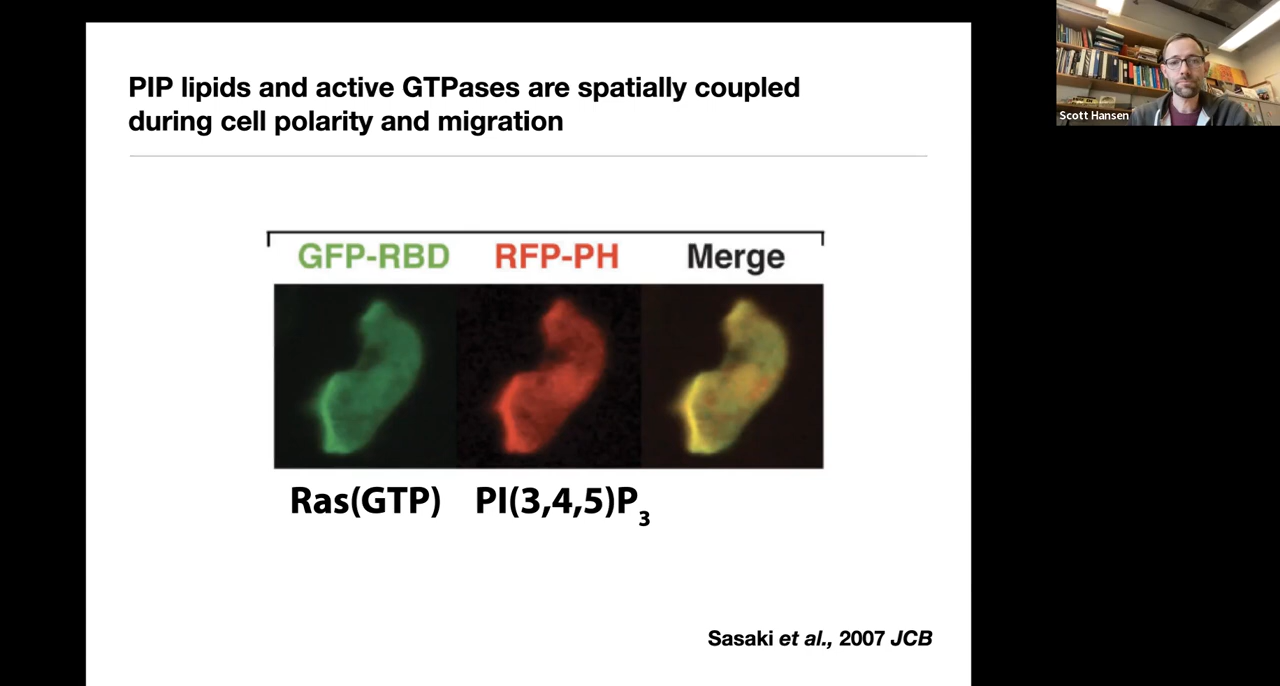 PIP lipids and active GTPases are spatially coupled
during cell polarity and migration
GFP-RBD RFP-PH Merge
Ras(GTP) PI(3,4,5)P3
Sasaki et al., 2007 JCB
Scott Hansen